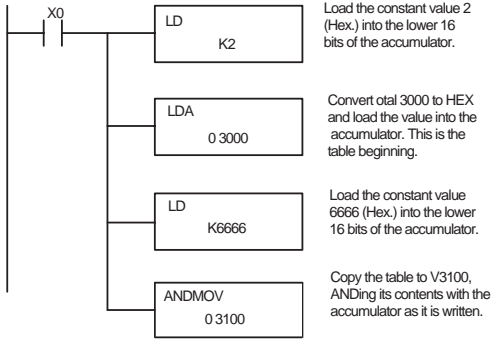 X0
LD
K2
Load the constant value 2
(Hex.) into the lower 16
bits of the accumulator.
LDA
0 3000
Convert otal 3000 to HEX
and load the value into the
accumulator. This is the
table beginning.
LD
K6666
Load the constant value
6666 (Hex.) into the lower
16 bits of the accumulator.
ANDMOV
0 3100
Copy the table to V3100,
ANDing its contents with the
accumulator as it is written.